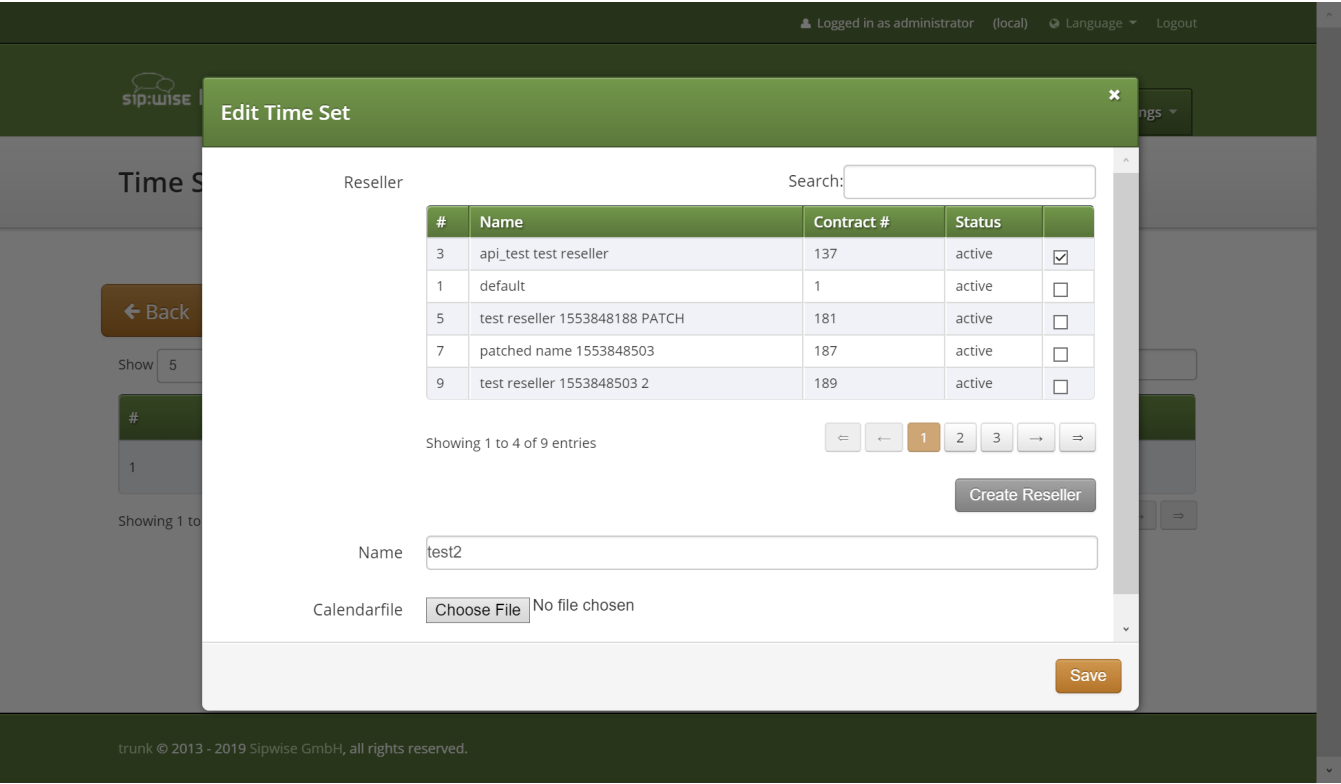 Logged in as administrator (local) Language Logout
sip:wise
ngs
Edit Time Set
Time S
Reseller
Search:
# Name Contract # Status
3 api_test test reseller 137 active
1 default 1 active
5 test reseller 1553848188 PATCH 181 active
7 patched name 1553848503 187 active
9 test reseller 1553848503 2 189 active
← Back
Show 5
#
1
Showing 1 to
Showing 1 to 4 of 9 entries
⇐ ← 1 2 3 → ⇒
⇒
Create Reseller
Name test2
Calendarfile Choose File No file chosen
Save
trunk © 2013 - 2019 Sipwise GmbH, all rights reserved.